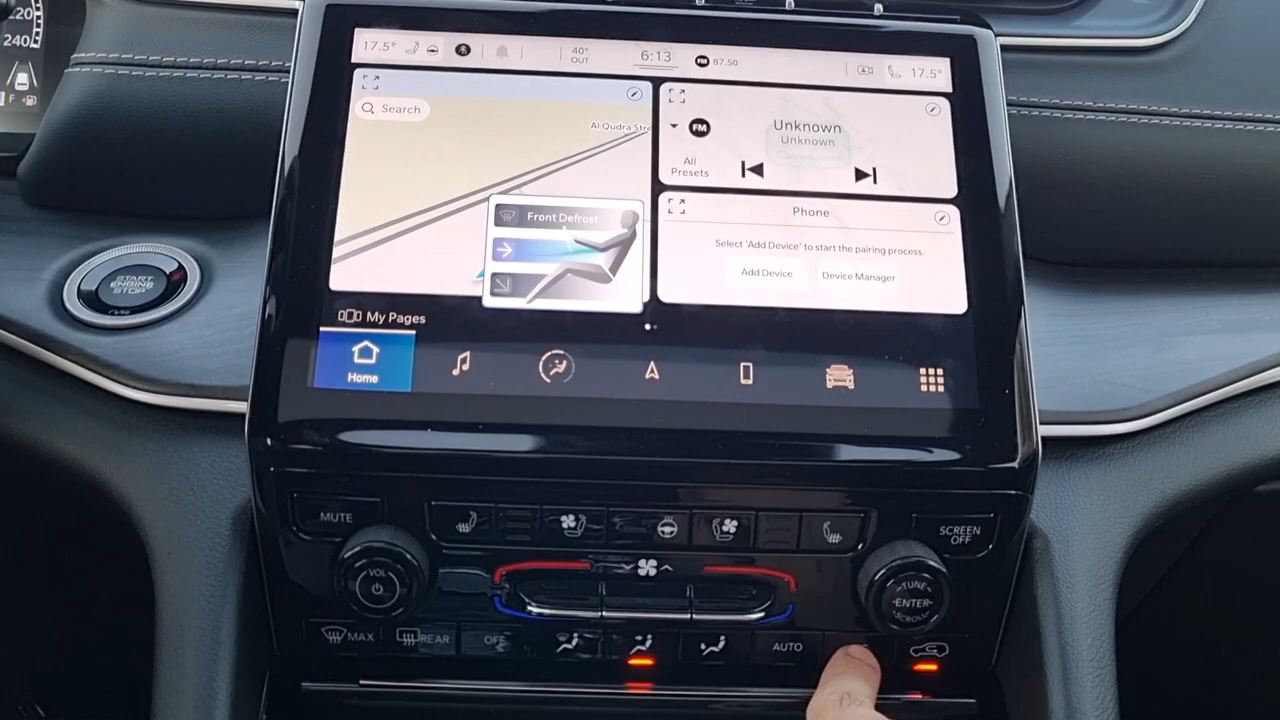 220
240
F
17.5°
40°
OUT
6:13
FM 87.50
17.5°
Search
Al Qudra Stre
FM
Unknown
Unknown
All
Presets
Front Defrost
Phone
Select 'Add Device' to start the pairing process.
Add Device
Device Manager
START
ENGINE
STOP
My Pages
Home
MUTE
SCREEN
OFF
VOL
TUNE
ENTER
SCROLL
MAX
REAR
OFF
AUTO